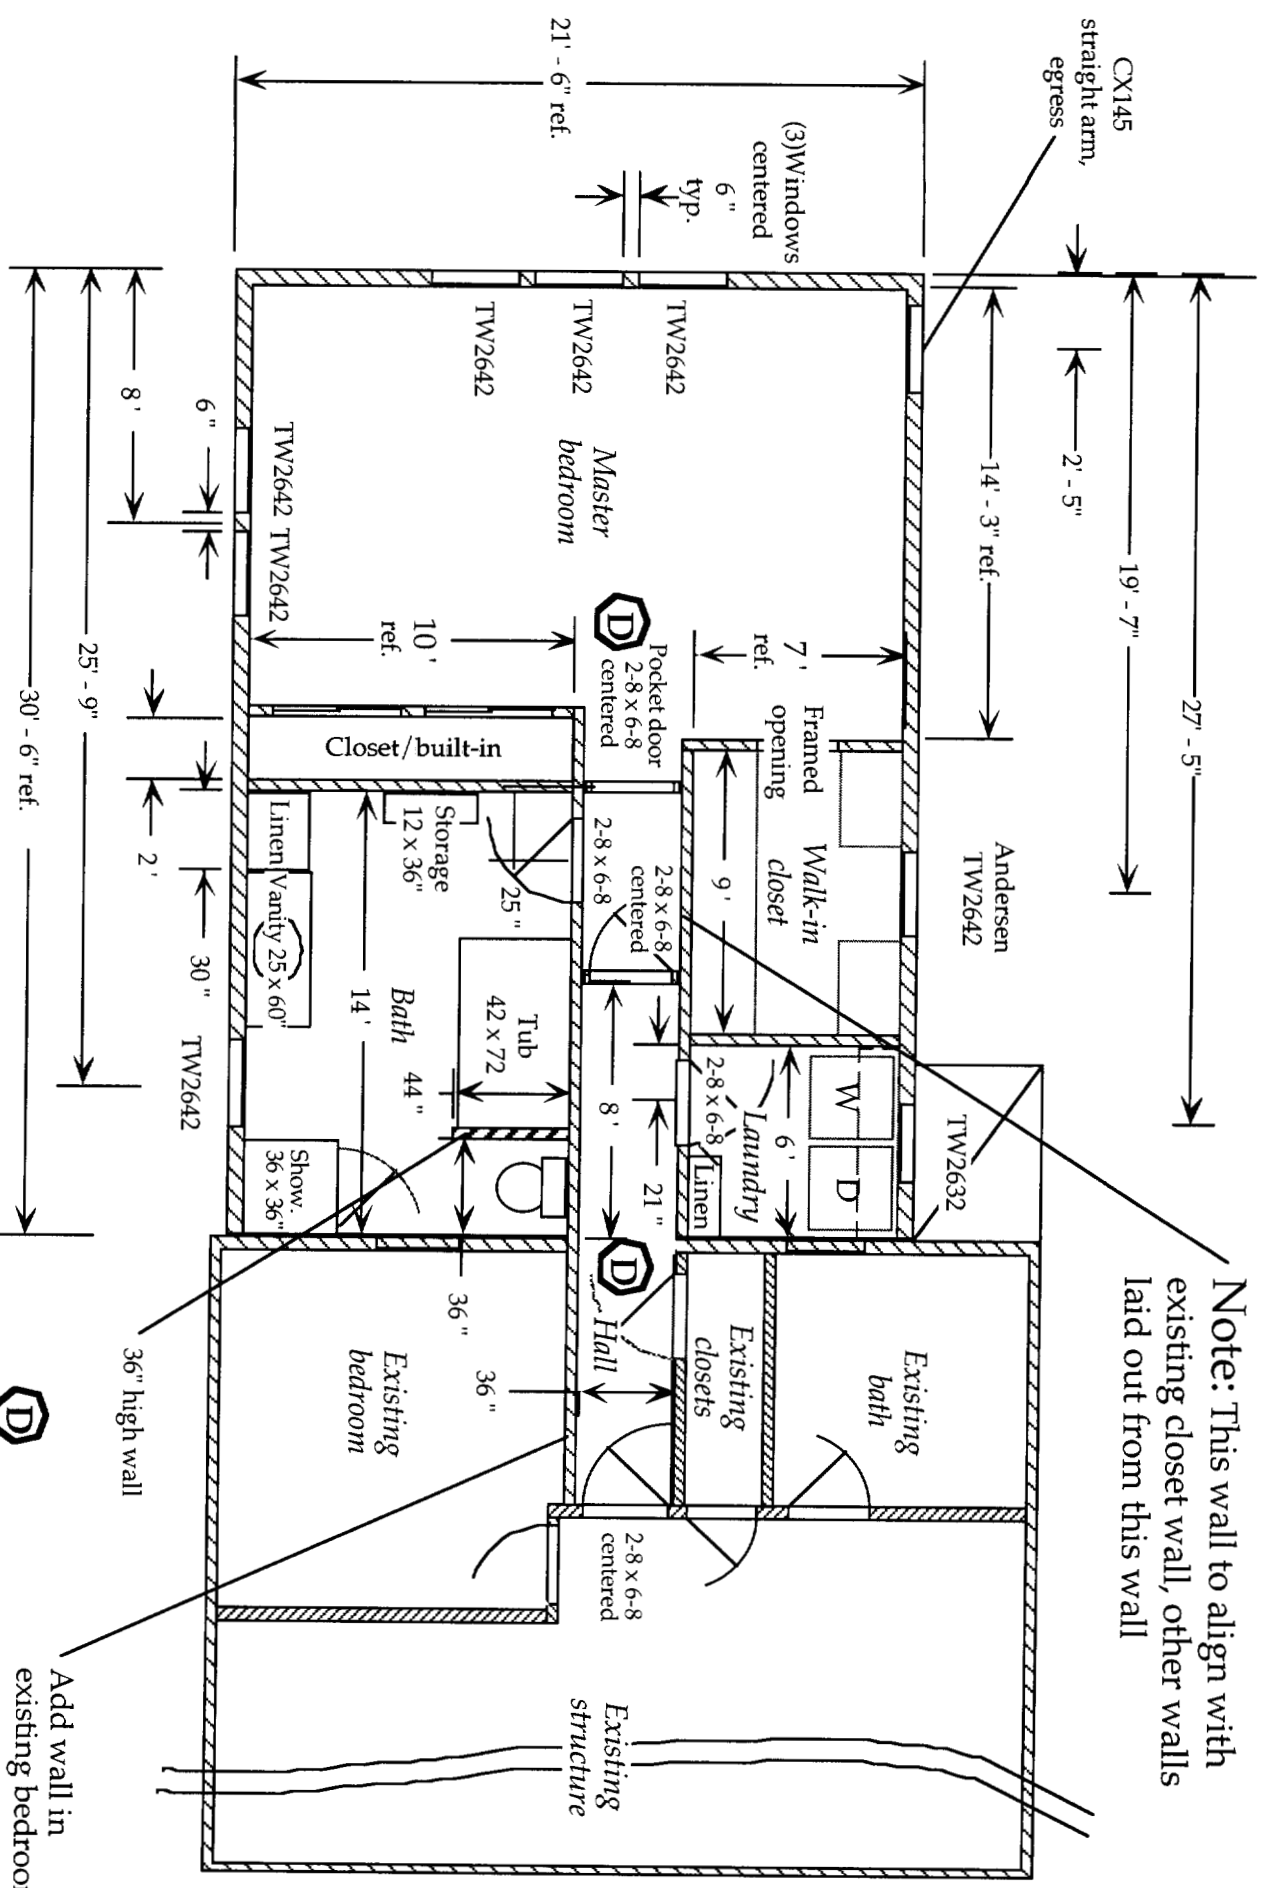 Note: This wall to align with
existing closet wall, other walls
laid out from this wall
CX145
straight arm,
egress
27' - 5"
19' - 7"
2' - 5"
14' - 3" ref.
Andersen
TW2642
TW2632
21' - 6" ref.
(3)Windows
centered
6 "
typ.
TW2642
TW2642
TW2642
Master
bedroom
7 '
ref.
Framed
opening
Walk-in
closet
9 '
W
D
Laundry
6 '
Linen
2-8 x 6-8
21 "
D
Pocket door
2-8 x 6-8
centered
2-8 x 6-8
centered
2-8 x 6-8
8 '
D
Hall
Existing
bath
Existing
closets
36 "
2-8 x 6-8
centered
Existing
structure
Existing
bedroom
10 '
ref.
Closet/built-in
Storage
12 x 36"
25 "
Tub
42 x 72
Bath
44 "
14 '
36 "
Linen
Vanity 25 x 60"
Show.
36 x 36"
TW2642
TW2642
TW2642
6 "
8 '
2 '
30 "
25' - 9"
30' - 6" ref.
36" high wall
D
Add wall in
existing bedroom